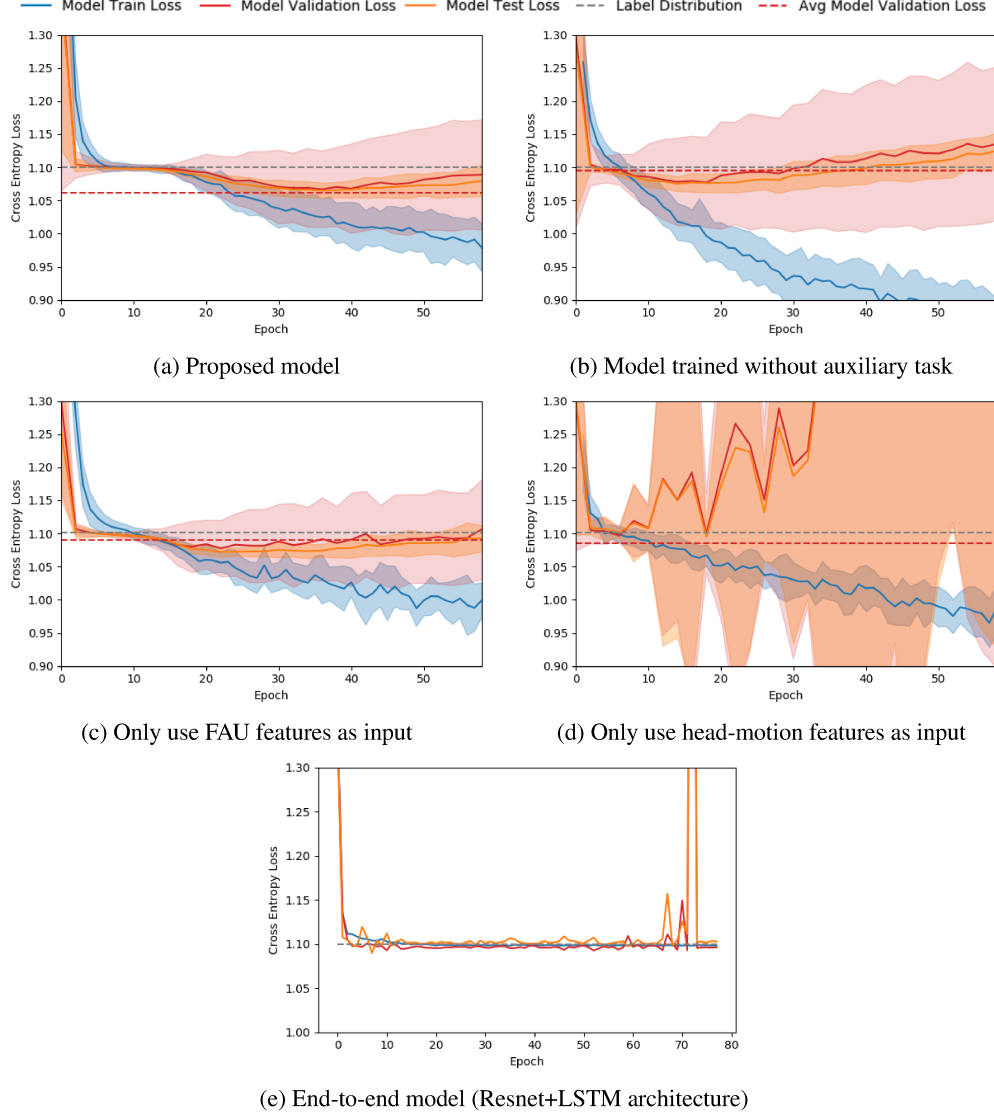 Model Train Loss Model Validation Loss Model Test Loss Label Distribution Avg Model Validation Loss
1.30
1.25
1.20
1.15
1.10
1.05
1.00
0.95
0.90
Cross Entropy Loss
0 10 20 30 40 50
Epoch
(a) Proposed model
1.30
1.25
1.20
1.15
1.10
1.05
1.00
0.95
0.90
Cross Entropy Loss
0 10 20 30 40 50
Epoch
(b) Model trained without auxiliary task
1.30
1.25
1.20
1.15
1.10
1.05
1.00
0.95
0.90
Cross Entropy Loss
0 10 20 30 40 50
Epoch
(c) Only use FAU features as input
1.30
1.25
1.20
1.15
1.10
1.05
1.00
0.95
0.90
Cross Entropy Loss
0 10 20 30 40 50
Epoch
(d) Only use head-motion features as input
1.30
1.25
1.20
1.15
1.10
1.05
1.00
Cross Entropy Loss
0 10 20 30 40 50 60 70 80
Epoch
(e) End-to-end model (Resnet+LSTM architecture)